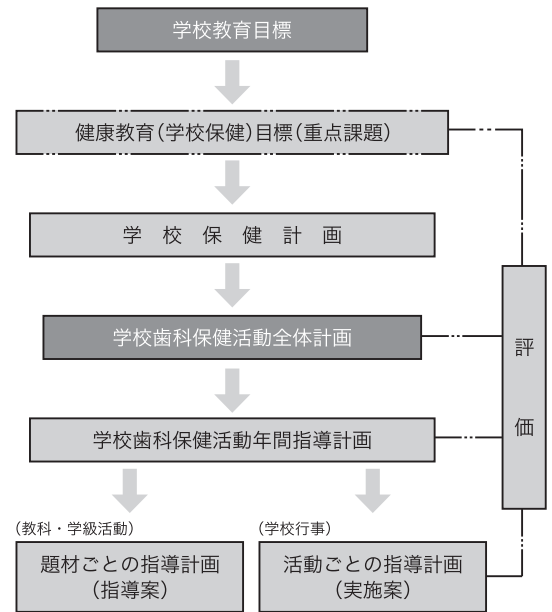 学校教育目標
健康教育(学校保健)目標(重点課題)
学 校 保 健 計 画
学校歯科保健活動全体計画
学校歯科保健活動年間指導計画
評
価
(教科・学級活動)
題材ごとの指導計画
(指導案)
(学校行事)
活動ごとの指導計画
(実施案)